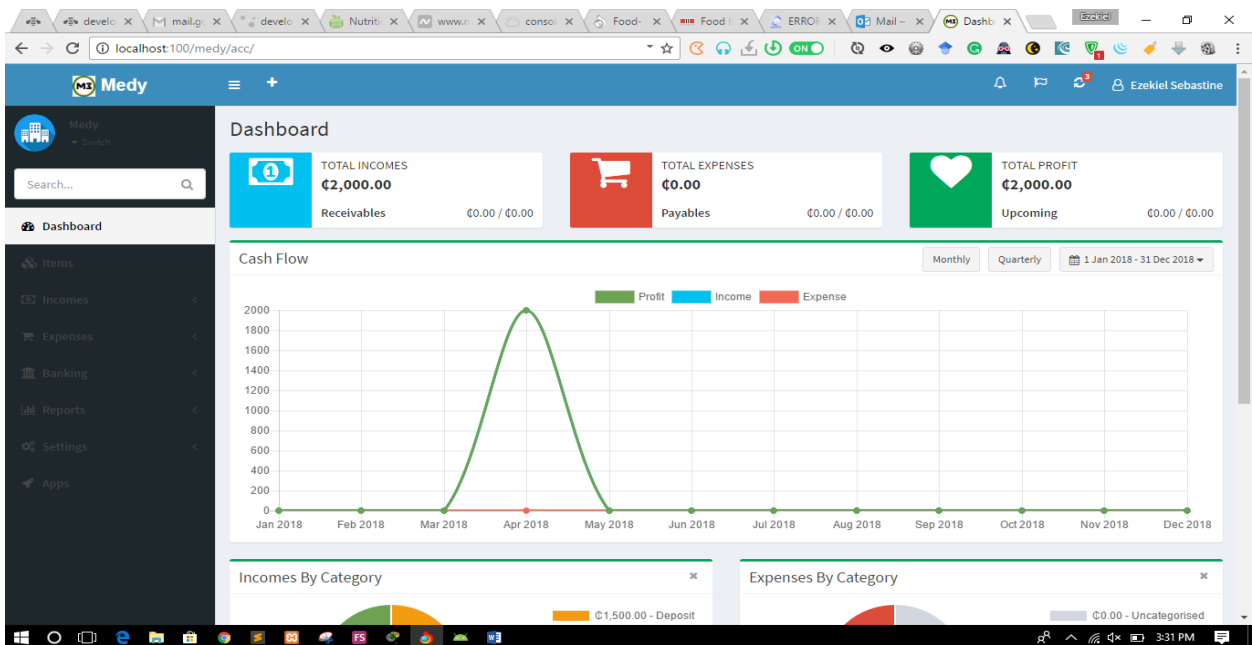 develo
mail.g
develo
Nutriti
www.n
consol
Food-
Food I
ERROR
Mail –
Dashb
Ezekiel
localhost:100/medy/acc/
ON
1
MI Medy
3
Ezekiel Sebastine
Medy
Switch
Search...
Dashboard
Items
Incomes
Expenses
Banking
Reports
Settings
Apps
Dashboard
1
TOTAL INCOMES
₵2,000.00
Receivables ₵0.00 / ₵0.00
TOTAL EXPENSES
₵0.00
Payables ₵0.00 / ₵0.00
TOTAL PROFIT
₵2,000.00
Upcoming ₵0.00 / ₵0.00
Cash Flow
Monthly
Quarterly
1 Jan 2018 - 31 Dec 2018
Profit Income Expense
2000
1800
1600
1400
1200
1000
800
600
400
200
0
Jan 2018 Feb 2018 Mar 2018 Apr 2018 May 2018 Jun 2018 Jul 2018 Aug 2018 Sep 2018 Oct 2018 Nov 2018 Dec 2018
Incomes By Category
₵1,500.00 - Deposit
Expenses By Category
₵0.00 - Uncategorised
FS
3:31 PM